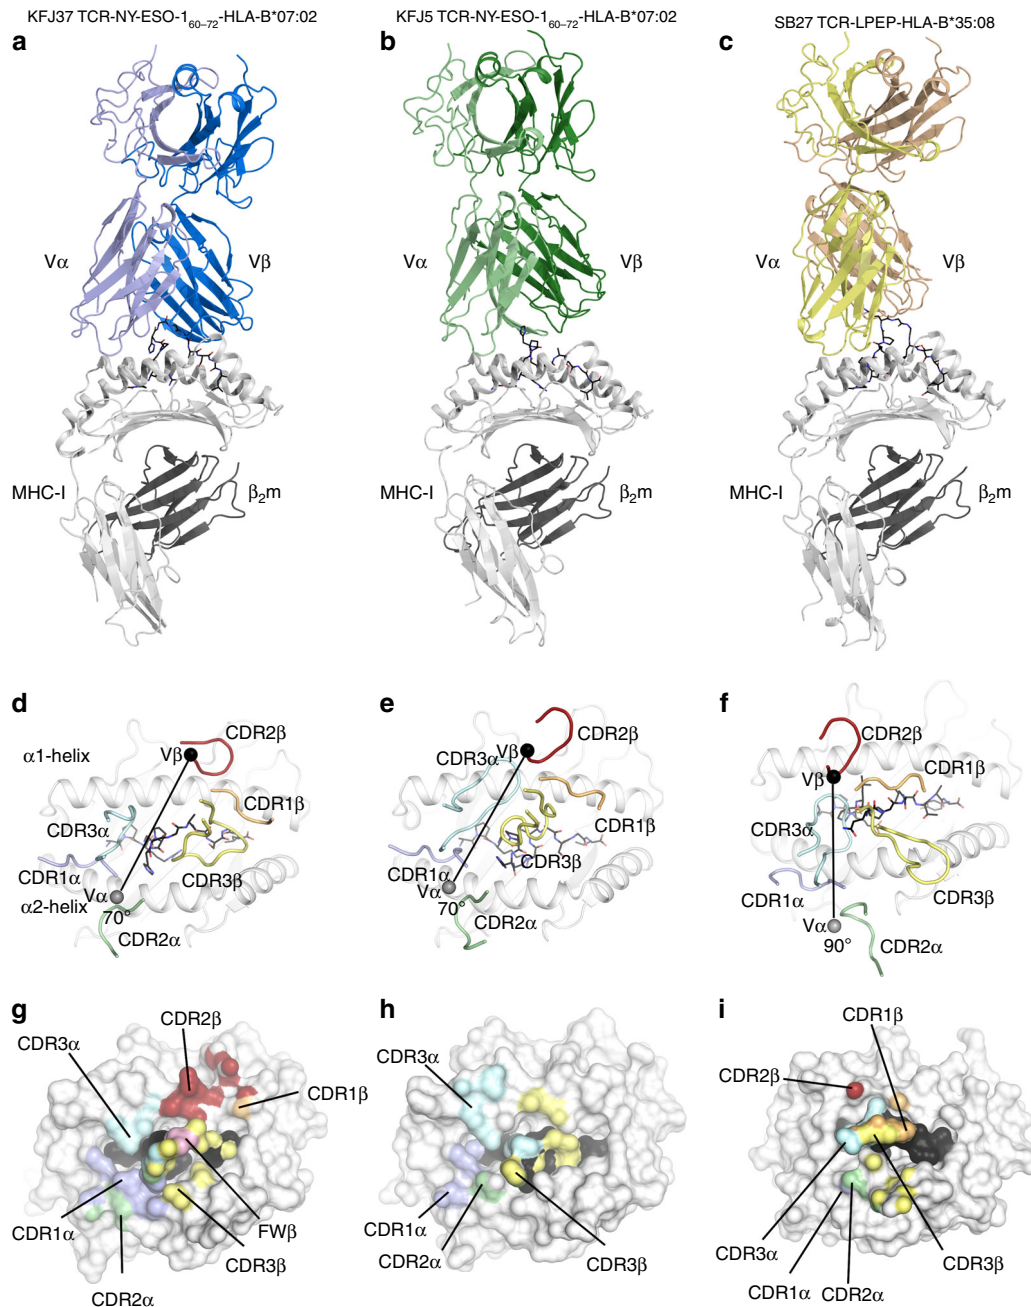 KFJ37 TCR-NY-ESO-1₆₀₋₇₂-HLA-B*07:02
KFJ5 TCR-NY-ESO-1₆₀₋₇₂-HLA-B*07:02
SB27 TCR-LPEP-HLA-B*35:08
a
b
c
Vα
Vβ
Vα
Vβ
Vα
Vβ
MHC-I
β₂m
MHC-I
β₂m
MHC-I
β₂m
d
α1-helix
Vβ
CDR2β
CDR3α
CDR1β
CDR1α
Vα
α2-helix
70°
CDR3β
CDR2α
e
Vβ
CDR2β
CDR3α
CDR1β
CDR3β
CDR1α
Vα
70°
CDR2α
f
CDR2β
Vβ
CDR1β
CDR3α
CDR1α
CDR3β
Vα
90°
CDR2α
g
CDR2β
CDR3α
CDR1β
CDR1α
FWβ
CDR3β
CDR2α
h
CDR3α
CDR1α
CDR2α
CDR3β
i
CDR1β
CDR2β
CDR3α
CDR1α
CDR2α
CDR3β